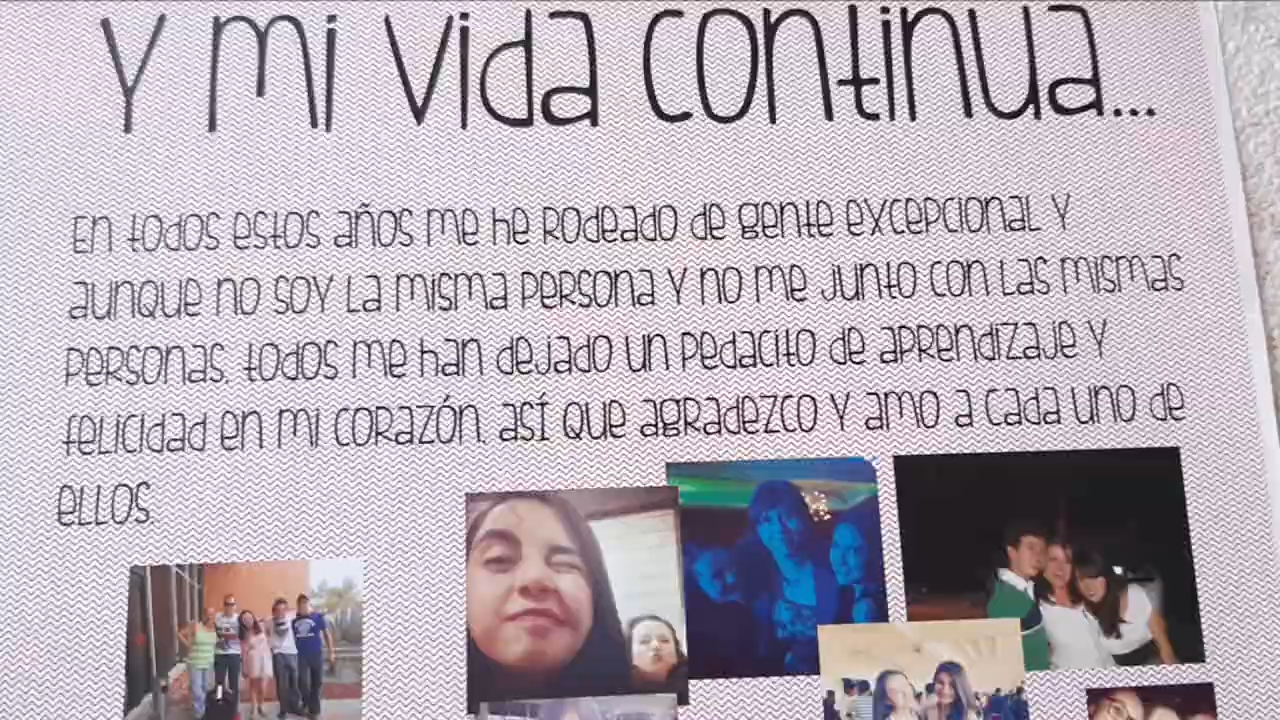 Y mi vida continua...
En todos estos años me he rodeado de gente excepcional y
aunque no soy la misma persona y no me junto con las mismas
personas, todos me han dejado un pedacito de aprendizaje y
felicidad en mi corazón, así que agradezco y amo a cada uno de
ellos.